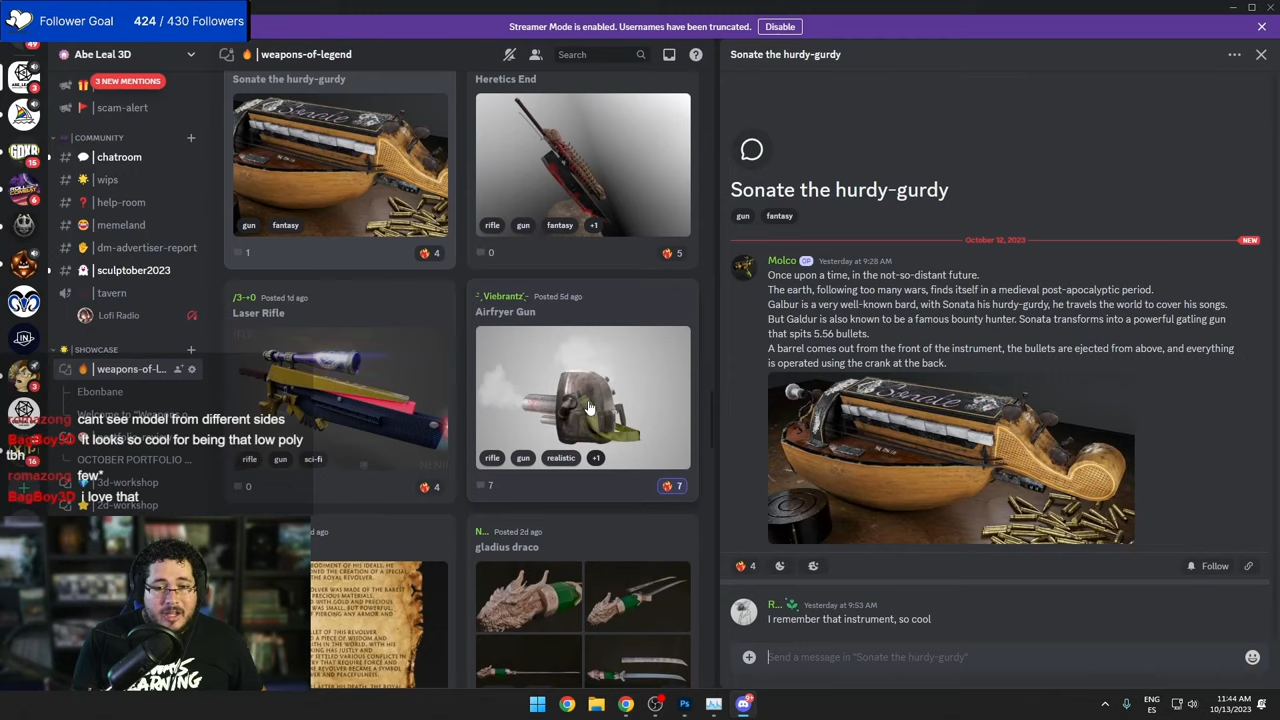 Follower Goal 424 / 430 Followers
Streamer Mode is enabled. Usernames have been truncated. Disable
Abe Leal 3D
3 NEW MENTIONS
scam-alert
COMMUNITY
chatroom
wips
help-room
memeland
dm-advertiser-report
sculptober2023
tavern
Lofi Radio
SHOWCASE
weapons-of-l...
Ebonbane
OCTOBER PORTFOLIO ...
3d-workshop
2d-workshop
romazong cant see model from different sides
BagBoy3D it looks so good for being that low poly
tbh
romazong few*
BagBoy3D i love that
weapons-of-legend
Search
Sonate the hurdy-gurdy
Sonate
gun fantasy
1
4
Heretics End
rifle gun fantasy +1
0
5
/3-+0 Posted 1d ago
Laser Rifle
rifle gun sci-fi
0
4
Viebrantz Posted 5d ago
Airfryer Gun
rifle gun realistic +1
7
7
N... Posted 2d ago
gladius draco
Sonate the hurdy-gurdy
Sonate the hurdy-gurdy
gun fantasy
October 12, 2023 NEW
Molco OP Yesterday at 9:28 AM
Once upon a time, in the not-so-distant future.
The earth, following too many wars, finds itself in a medieval post-apocalyptic period.
Galbur is a very well-known bard, with Sonata his hurdy-gurdy, he travels the world to cover his songs.
But Galdur is also known to be a famous bounty hunter. Sonata transforms into a powerful gatling gun
that spits 5.56 bullets.
A barrel comes out from the front of the instrument, the bullets are ejected from above, and everything
is operated using the crank at the back.
Sonate
4
Follow
R... Yesterday at 9:53 AM
I remember that instrument, so cool
Send a message in "Sonate the hurdy-gurdy"
ENG
ES
11:44 AM
10/13/2023